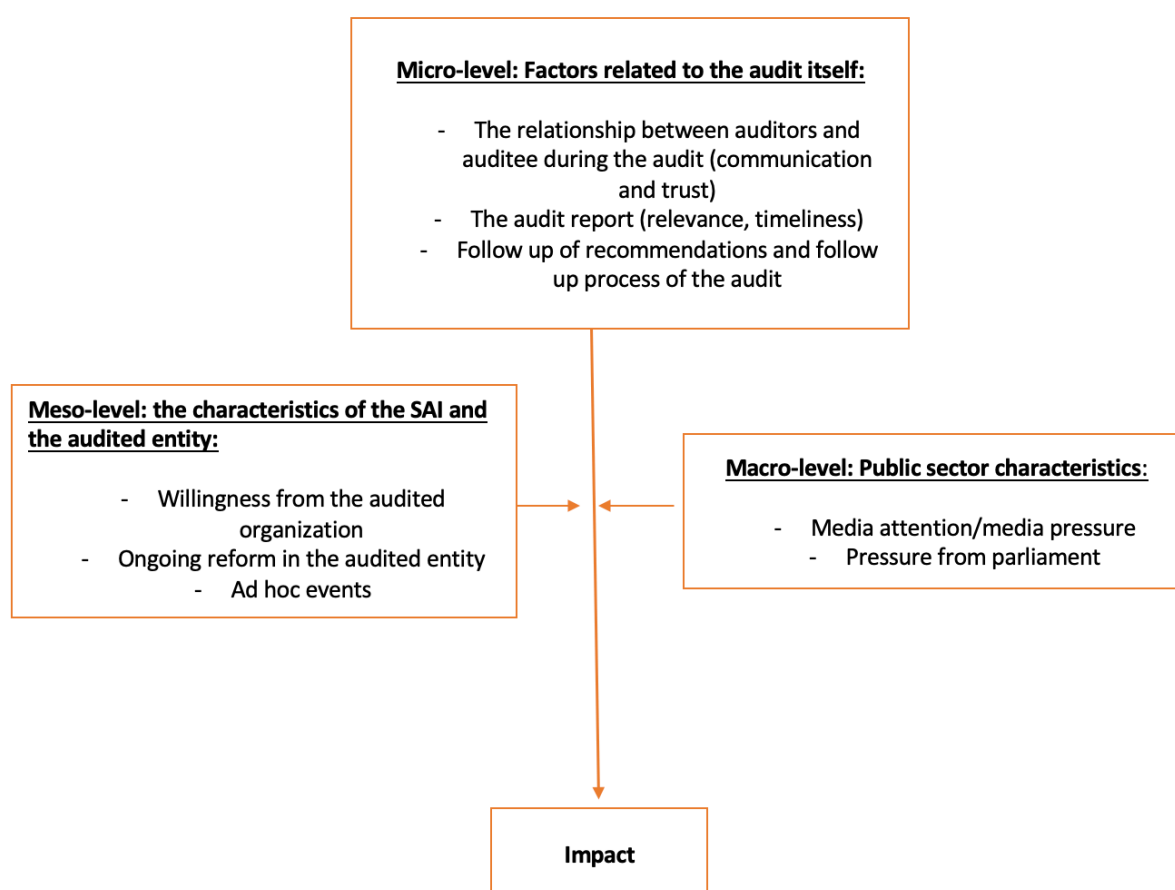 Micro-level: Factors related to the audit itself:
- The relationship between auditors and
auditee during the audit (communication
and trust)
- The audit report (relevance, timeliness)
- Follow up of recommendations and follow
up process of the audit
Meso-level: the characteristics of the SAI and
the audited entity:
- Willingness from the audited
organization
- Ongoing reform in the audited entity
- Ad hoc events
Macro-level: Public sector characteristics:
- Media attention/media pressure
- Pressure from parliament
Impact